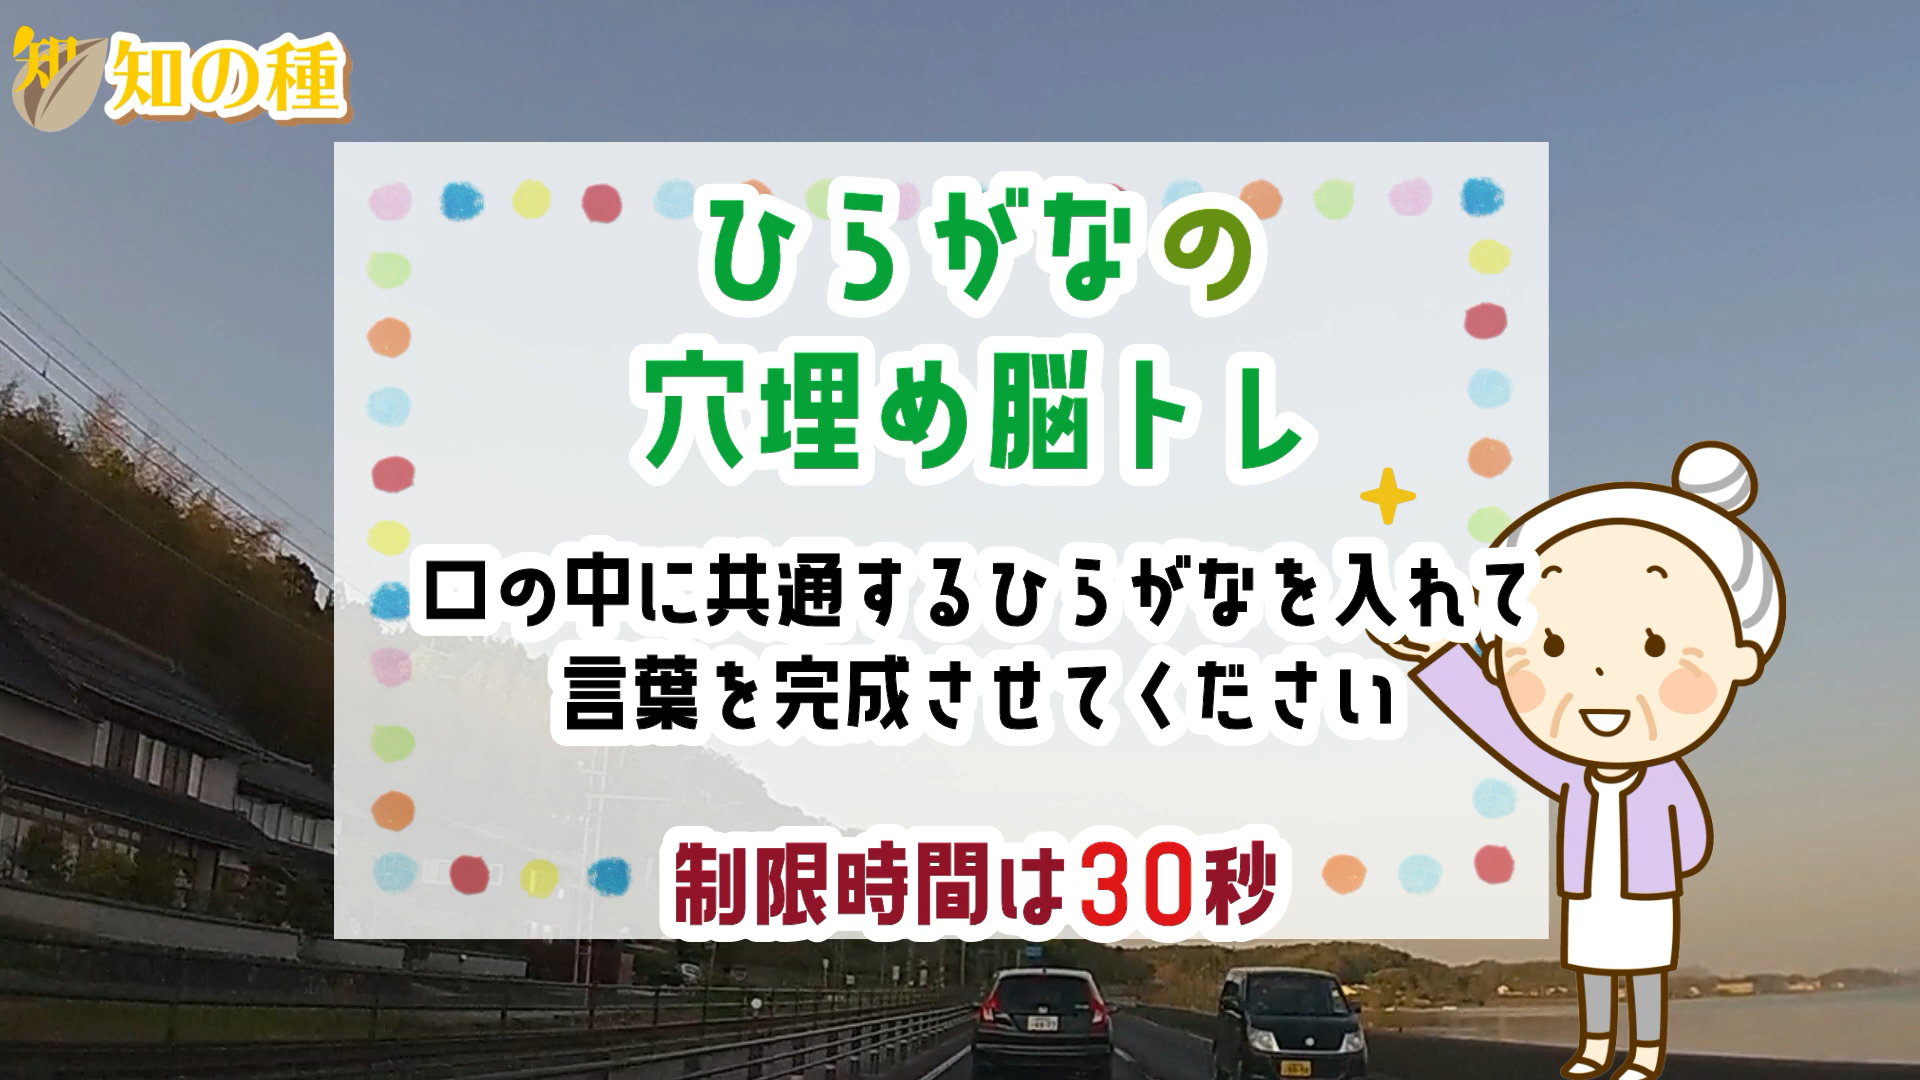 知 知の種
ひらがなの
穴埋め脳トレ
口の中に共通するひらがなを入れて
言葉を完成させてください
制限時間は30秒